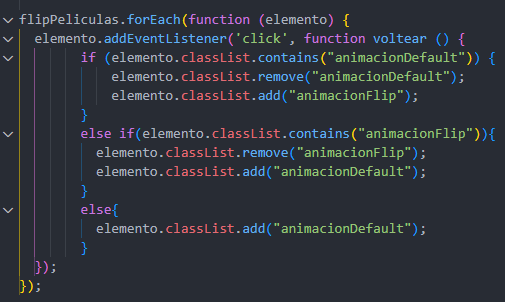 flipPeliculas.forEach(function (elemento) {
elemento.addEventListener('click', function voltear () {
if (elemento.classList.contains("animacionDefault")) {
elemento.classList.remove("animacionDefault");
elemento.classList.add("animacionFlip");
}
else if(elemento.classList.contains("animacionFlip")){
elemento.classList.remove("animacionFlip");
elemento.classList.add("animacionDefault");
}
else{
elemento.classList.add("animacionDefault");
}
});
});